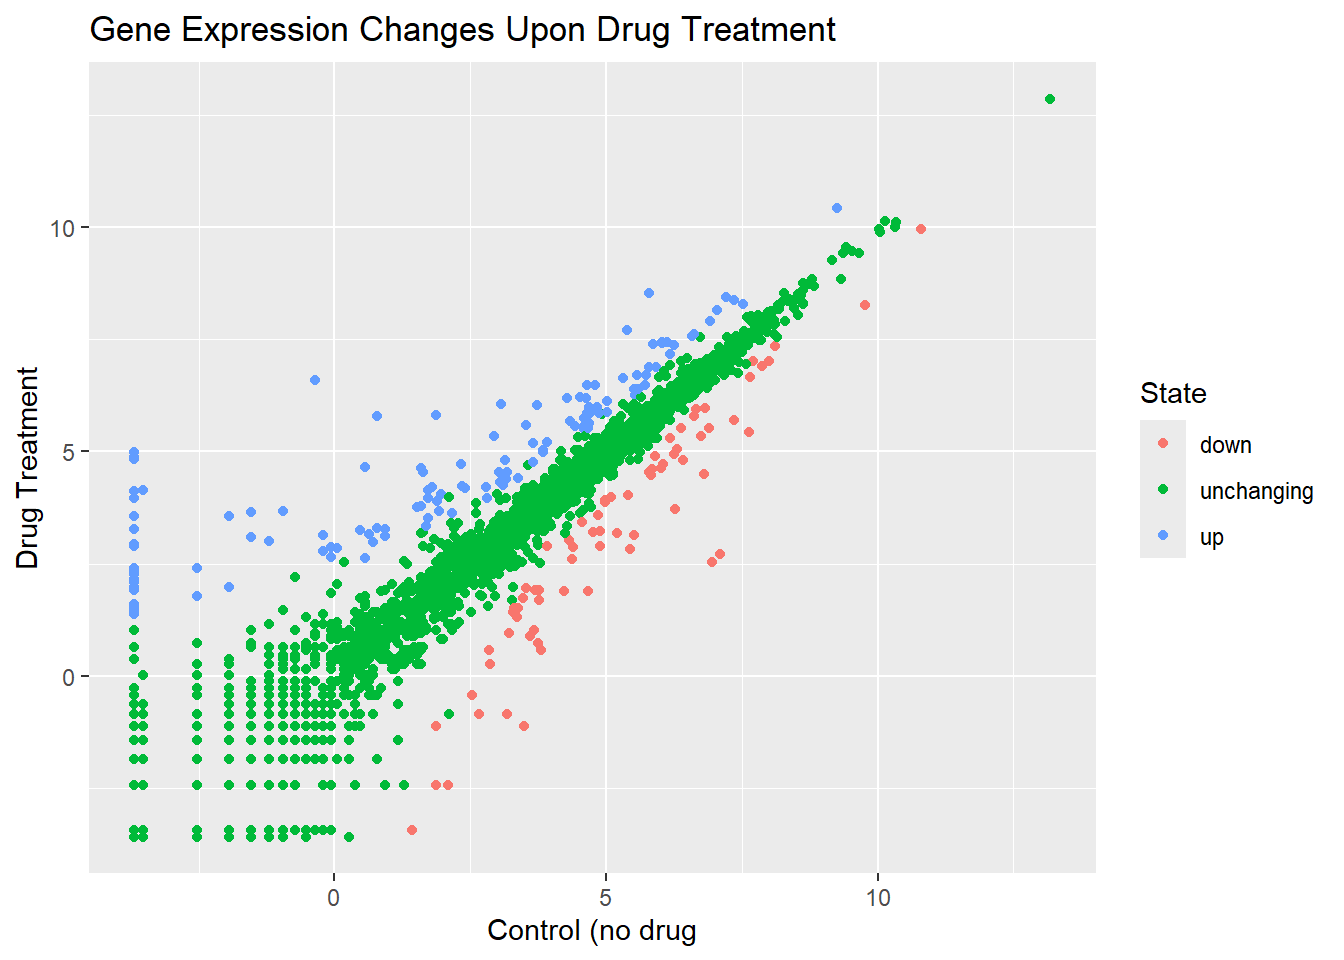 Gene Expression Changes Upon Drug Treatment
Drug Treatment
10
5
0
0
5
10
Control (no drug
State
down
unchanging
up